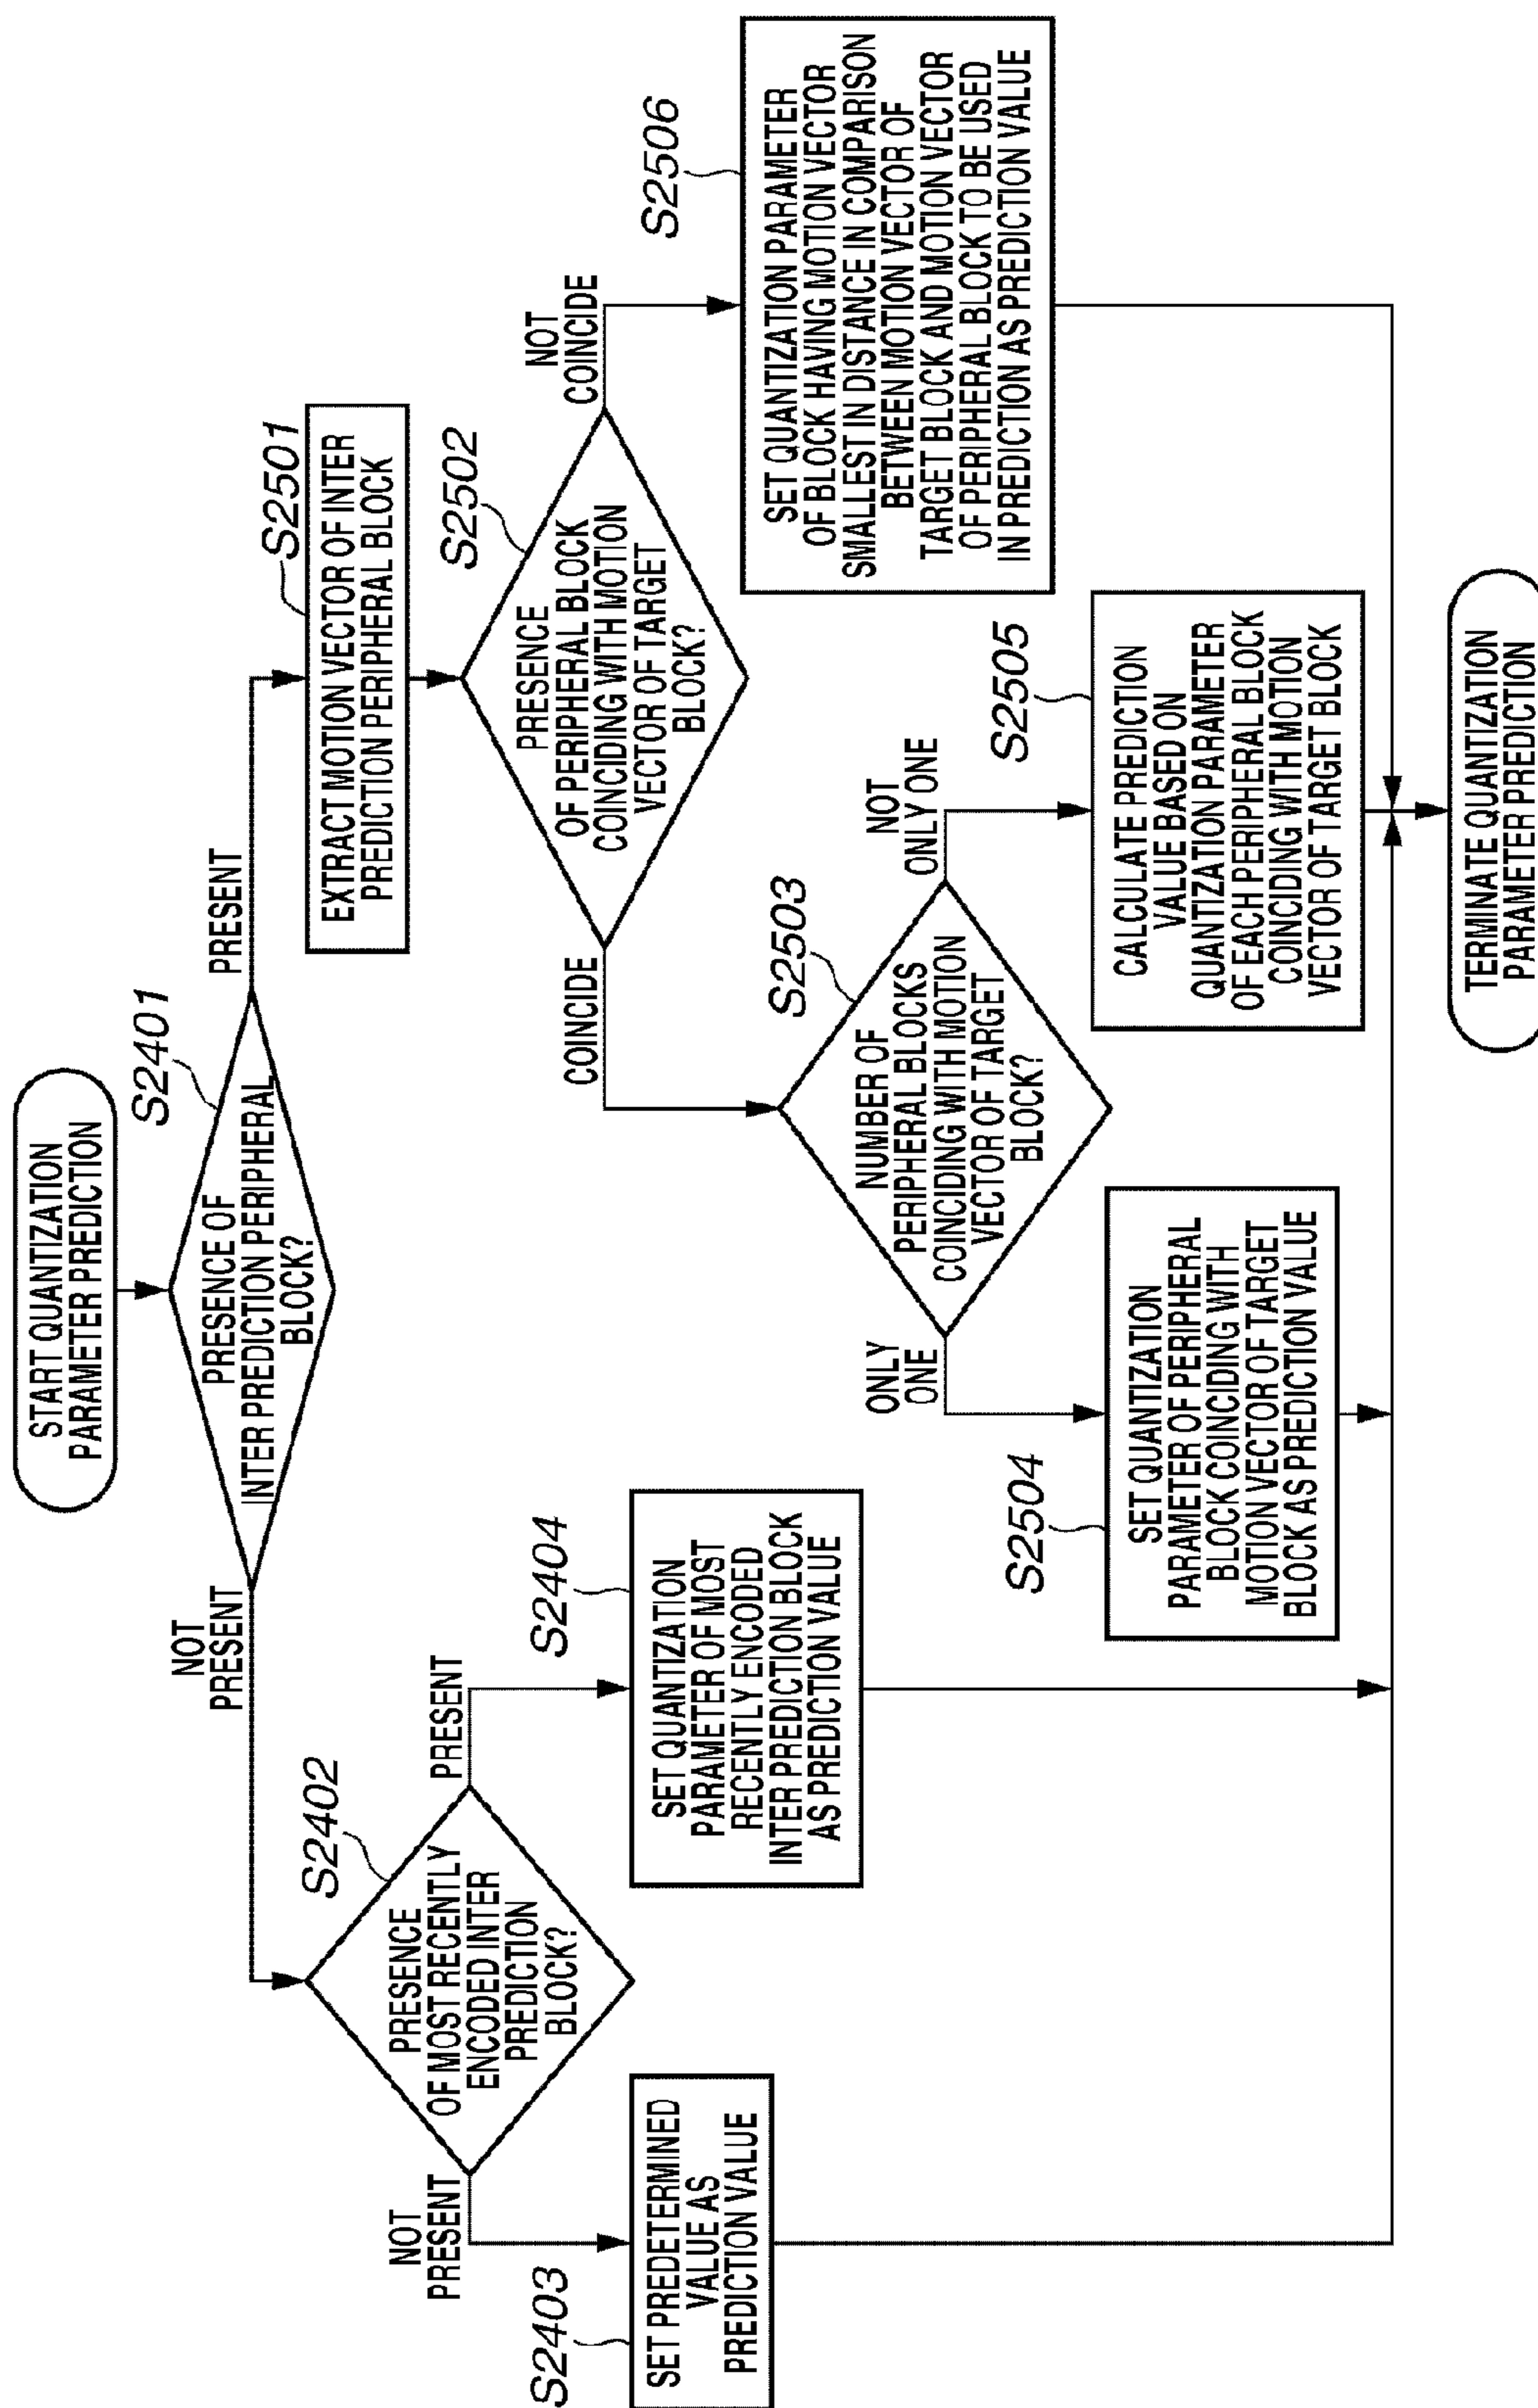 START QUANTIZATION
PARAMETER PREDICTION
S2401
PRESENCE OF
INTER PREDICTION PERIPHERAL
BLOCK?
NOT
PRESENT
PRESENT
S2402
PRESENCE
OF MOST RECENTLY
ENCODED INTER
PREDICTION
BLOCK?
NOT
PRESENT
PRESENT
S2403
SET PREDETERMINED
VALUE AS
PREDICTION VALUE
S2404
SET QUANTIZATION
PARAMETER OF MOST
RECENTLY ENCODED
INTER PREDICTION BLOCK
AS PREDICTION VALUE
S2501
EXTRACT MOTION VECTOR OF INTER
PREDICTION PERIPHERAL BLOCK
S2502
PRESENCE
OF PERIPHERAL BLOCK
COINCIDING WITH MOTION
VECTOR OF TARGET
BLOCK?
COINCIDE
NOT
COINCIDE
S2503
NUMBER OF
PERIPHERAL BLOCKS
COINCIDING WITH MOTION
VECTOR OF TARGET
BLOCK?
ONLY
ONE
NOT
ONLY ONE
S2504
SET QUANTIZATION
PARAMETER OF PERIPHERAL
BLOCK COINCIDING WITH
MOTION VECTOR OF TARGET
BLOCK AS PREDICTION VALUE
S2505
CALCULATE PREDICTION
VALUE BASED ON
QUANTIZATION PARAMETER
OF EACH PERIPHERAL BLOCK
COINCIDING WITH MOTION
VECTOR OF TARGET BLOCK
S2506
SET QUANTIZATION PARAMETER
OF BLOCK HAVING MOTION VECTOR
SMALLEST IN DISTANCE IN COMPARISON
BETWEEN MOTION VECTOR OF
TARGET BLOCK AND MOTION VECTOR
OF PERIPHERAL BLOCK TO BE USED
IN PREDICTION AS PREDICTION VALUE
TERMINATE QUANTIZATION
PARAMETER PREDICTION